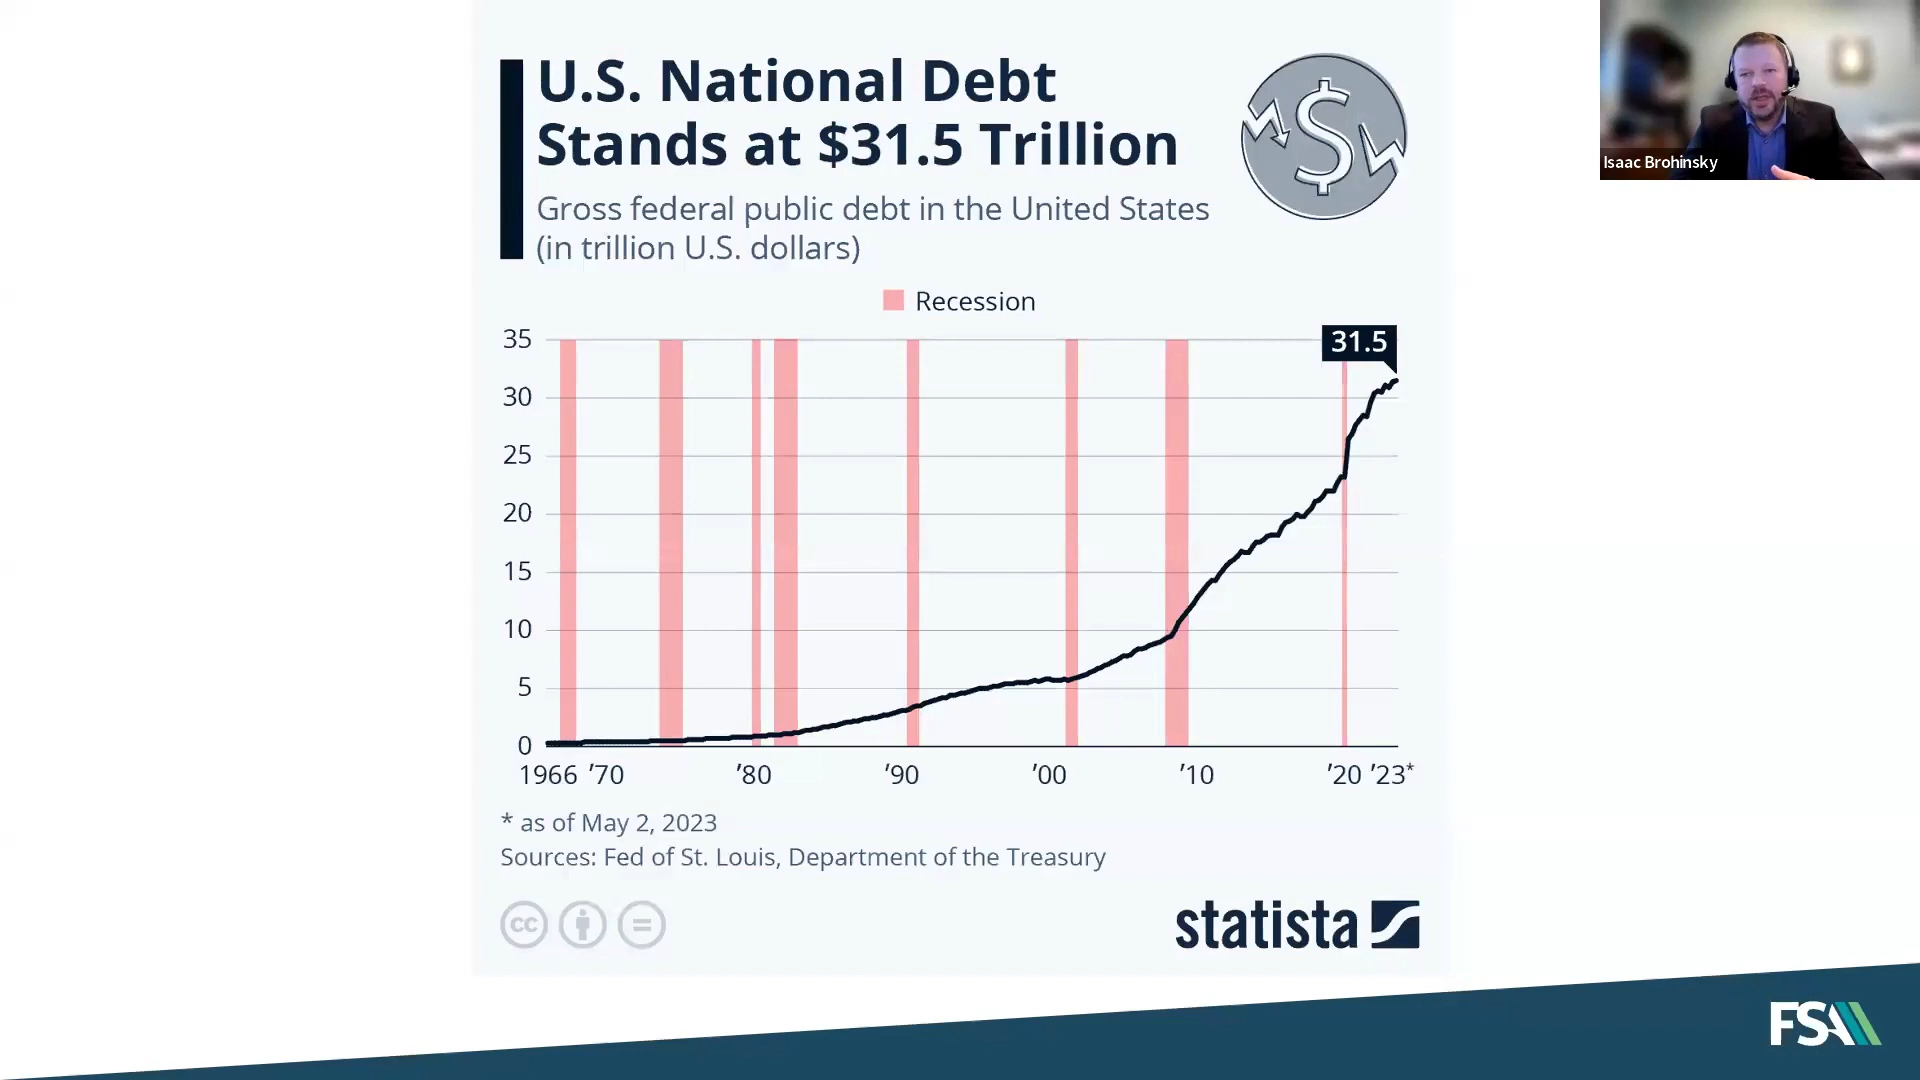 U.S. National Debt
Stands at $31.5 Trillion
Gross federal public debt in the United States
(in trillion U.S. dollars)
Isaac Brohinsky
Recession
35
31.5
30
25
20
15
10
5
0
1966 '70 '80 '90 '00 '10 '20 '23*
* as of May 2, 2023
Sources: Fed of St. Louis, Department of the Treasury
cc
statista
FSA